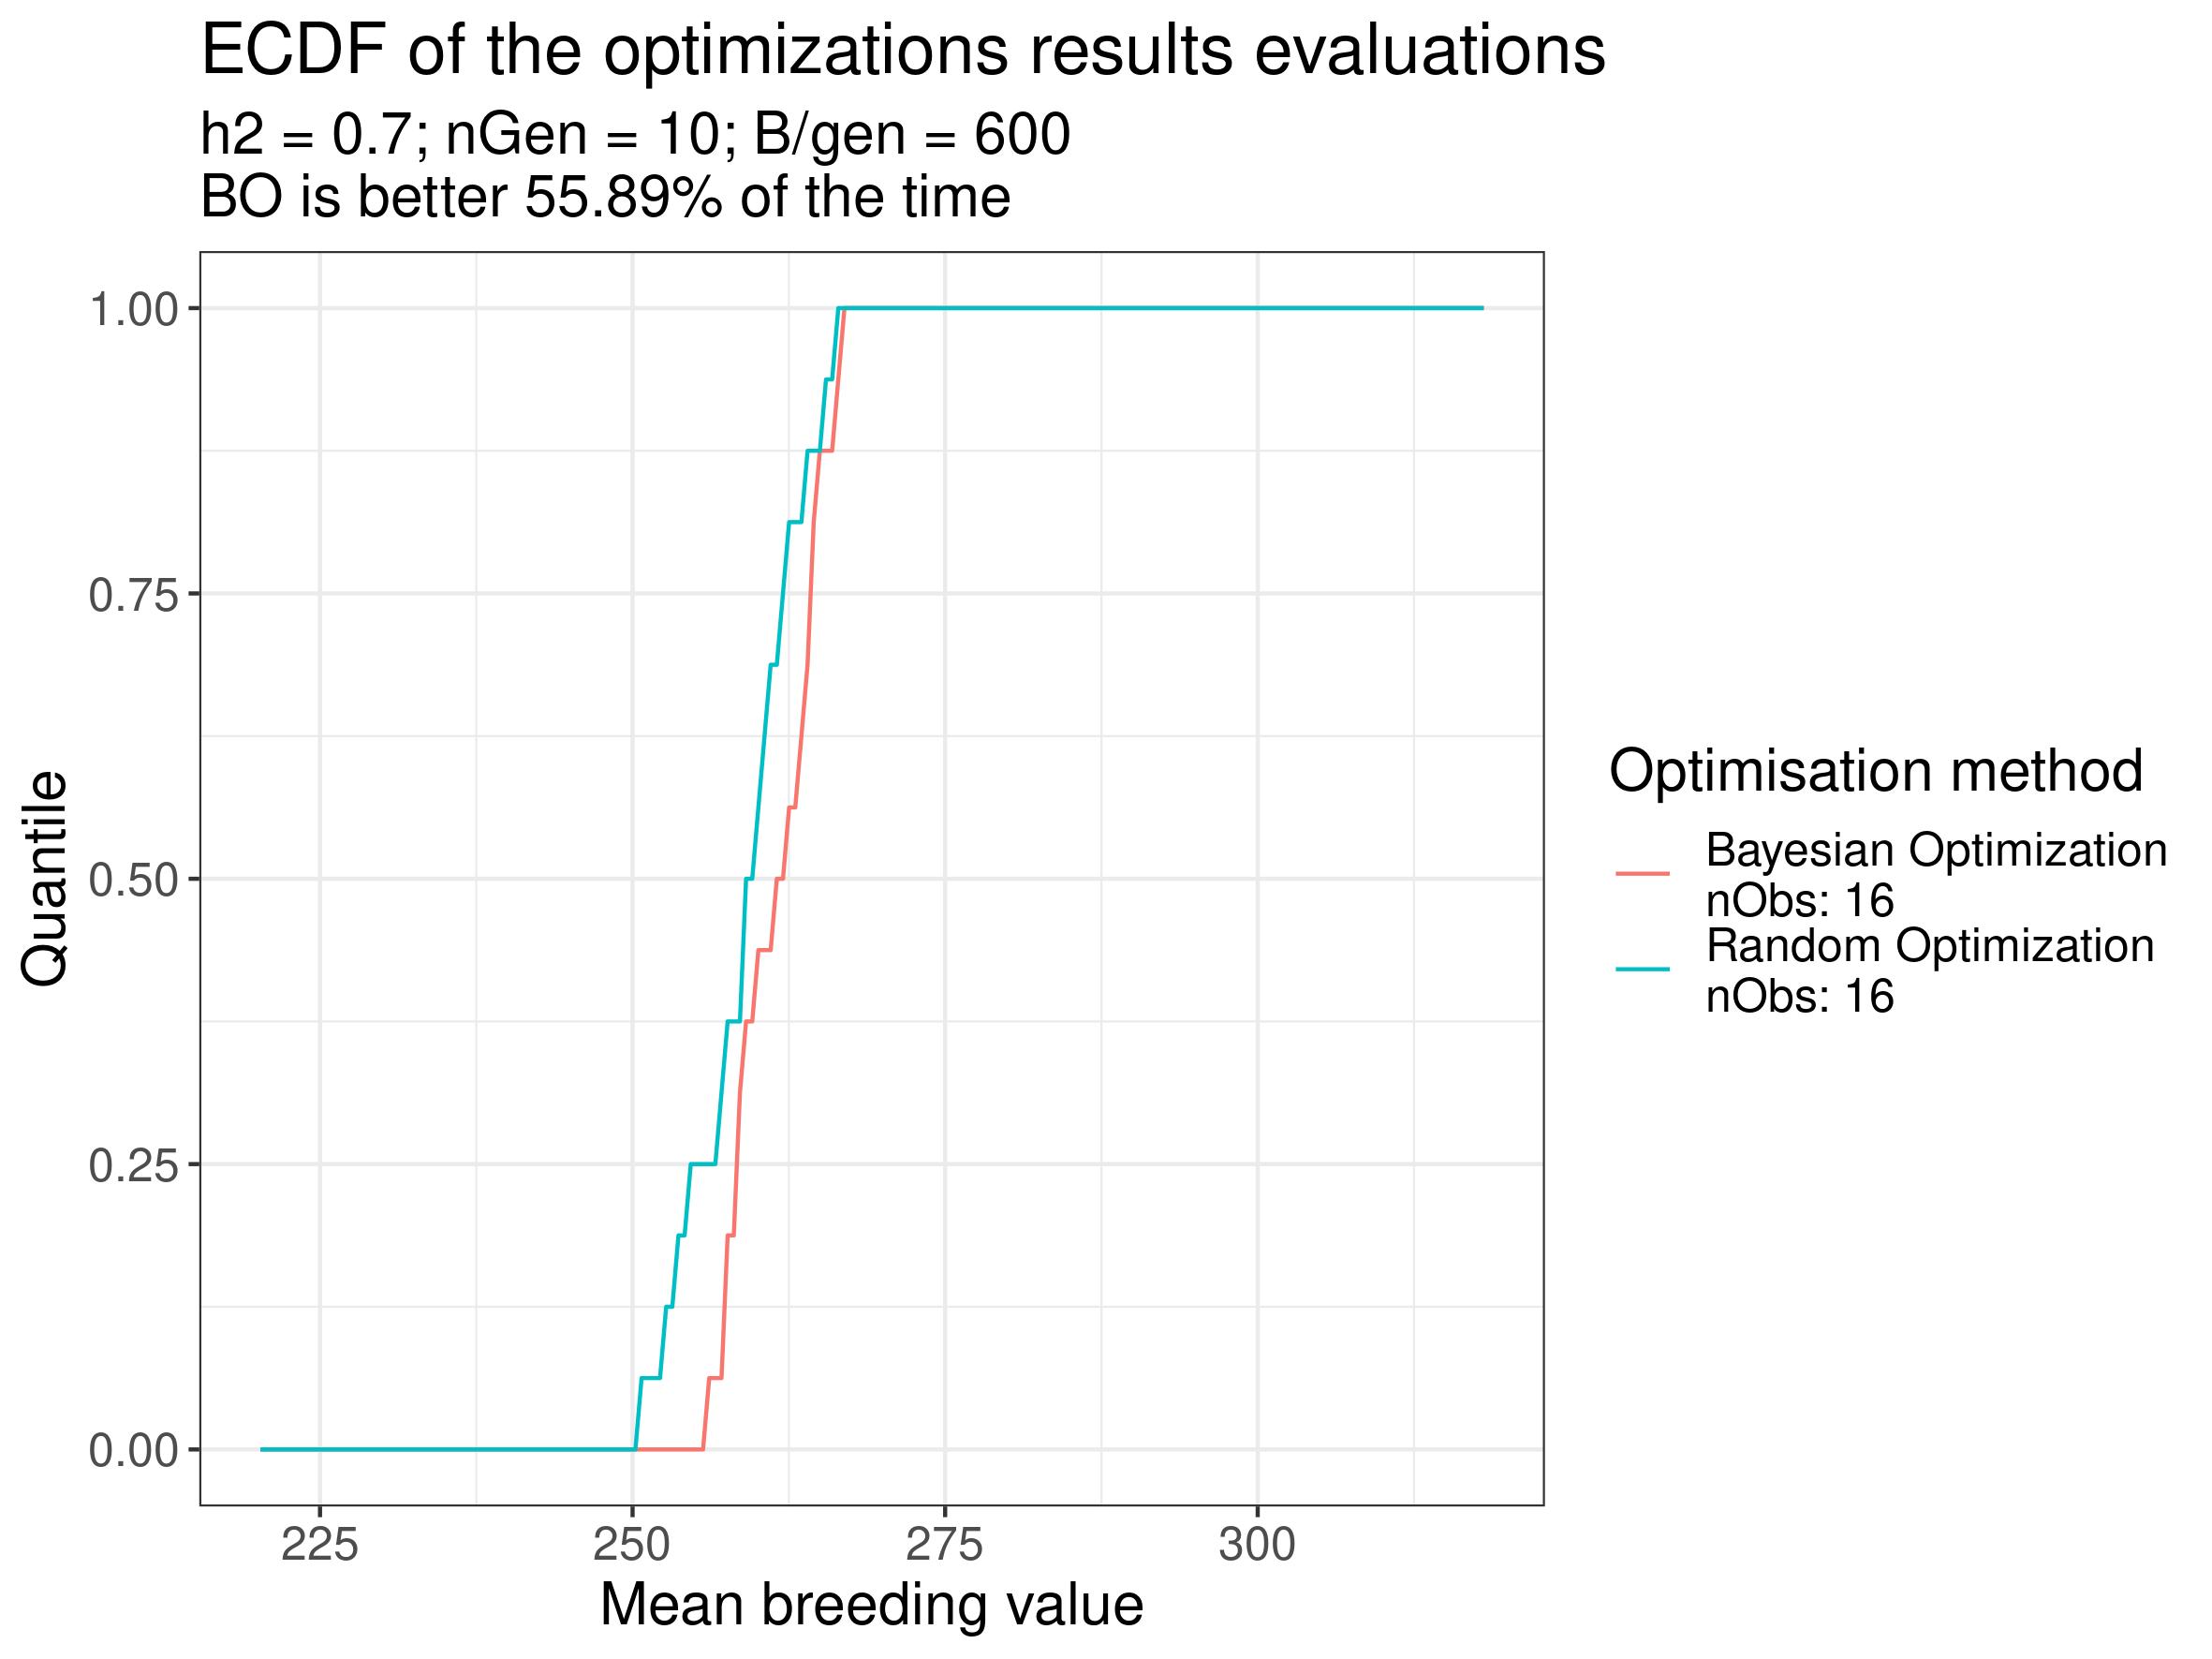 ECDF of the optimizations results evaluations
h2 = 0.7; nGen = 10; B/gen = 600
BO is better 55.89% of the time
1.00
0.75
0.50
0.25
0.00
Quantile
225
250
275
300
Mean breeding value
Optimisation method
Bayesian Optimization
nObs: 16
Random Optimization
nObs: 16